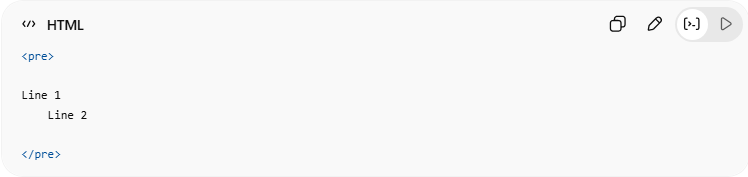 HTML
<pre>
Line 1
    Line 2
</pre>